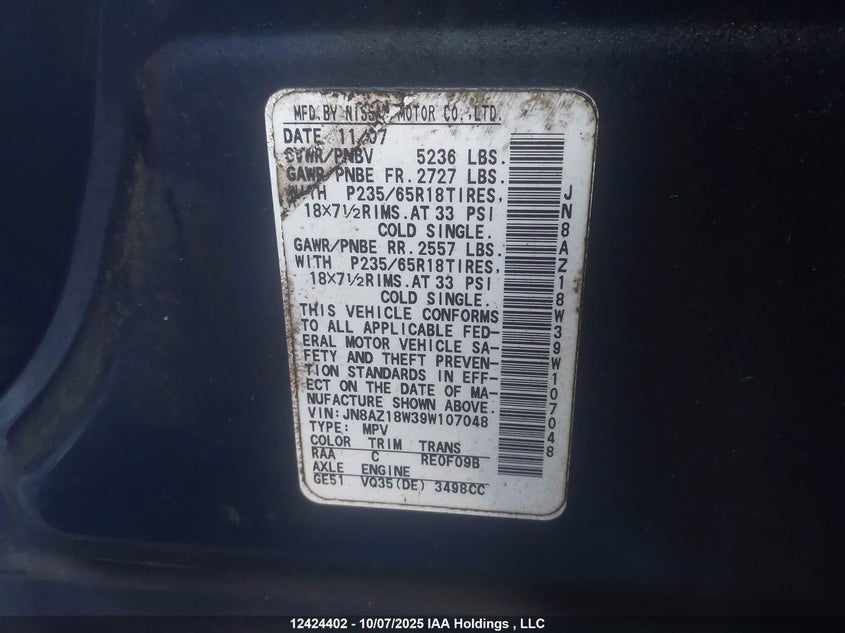 MFD.BY NISSAN MOTOR CO.,LTD.
DATE 11/07
GVWR/PNBV 5236 LBS.
GAWR/PNBE FR. 2727 LBS.
WITH P235/65R18TIRES,
18×7½RIMS.AT 33 PSI
COLD SINGLE.
GAWR/PNBE RR. 2557 LBS.
WITH P235/65R18TIRES,
18×7½RIMS.AT 33 PSI
COLD SINGLE.
THIS VEHICLE CONFORMS
TO ALL APPLICABLE FED-
ERAL MOTOR VEHICLE SA-
FETY AND THEFT PREVEN-
TION STANDARDS IN EFF-
ECT ON THE DATE OF MA-
NUFACTURE SHOWN ABOVE.
VIN:JN8AZ18W39W107048
TYPE: MPV
COLOR TRIM TRANS
RAA C RE0F09B
AXLE ENGINE
GE51 VQ35(DE) 3498CC
JN8AZ18W39W107048
12424402 - 10/07/2025 IAA Holdings , LLC